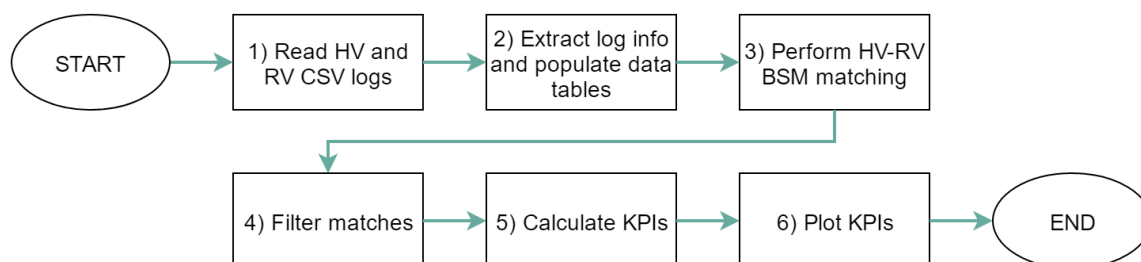 START
1) Read HV and
RV CSV logs
2) Extract log info
and populate data
tables
3) Perform HV-RV
BSM matching
4) Filter matches
5) Calculate KPIs
6) Plot KPIs
END